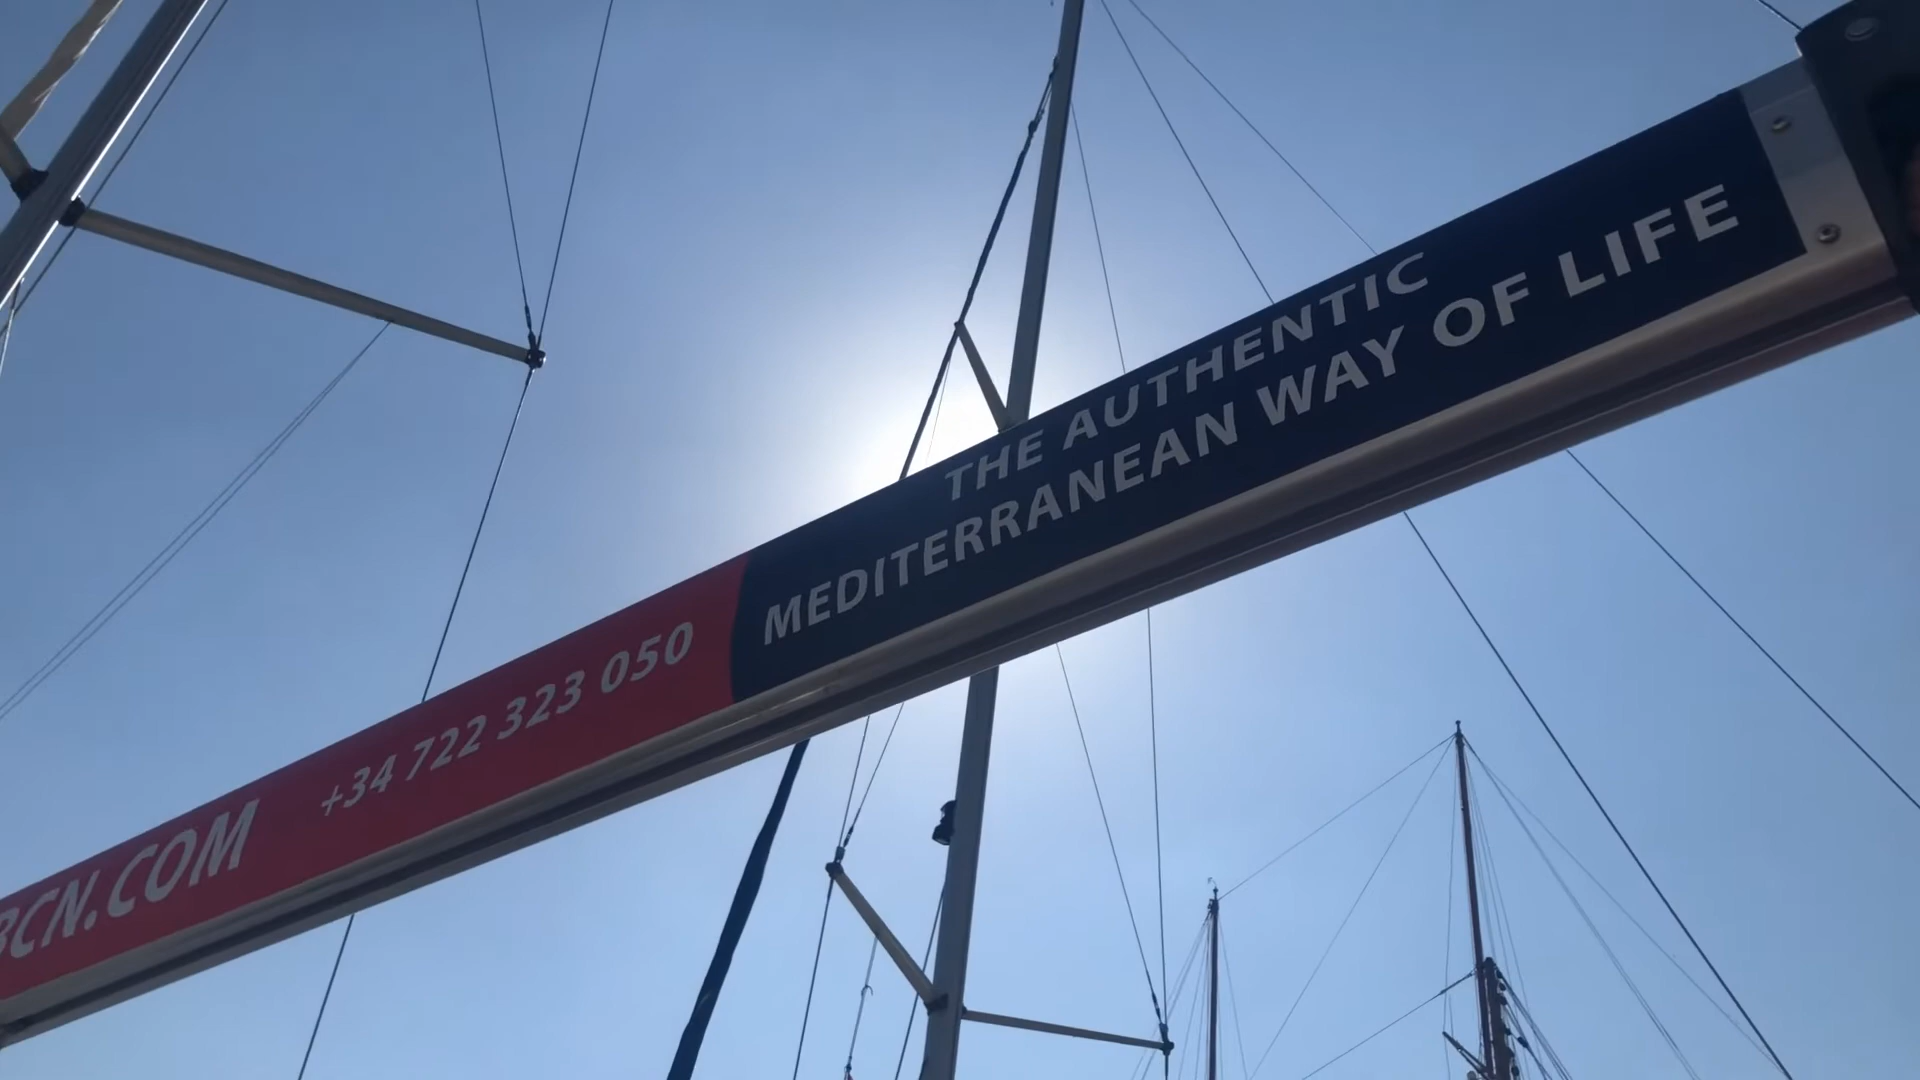 BCN.COM +34 722 323 050
THE AUTHENTIC
MEDITERRANEAN WAY OF LIFE